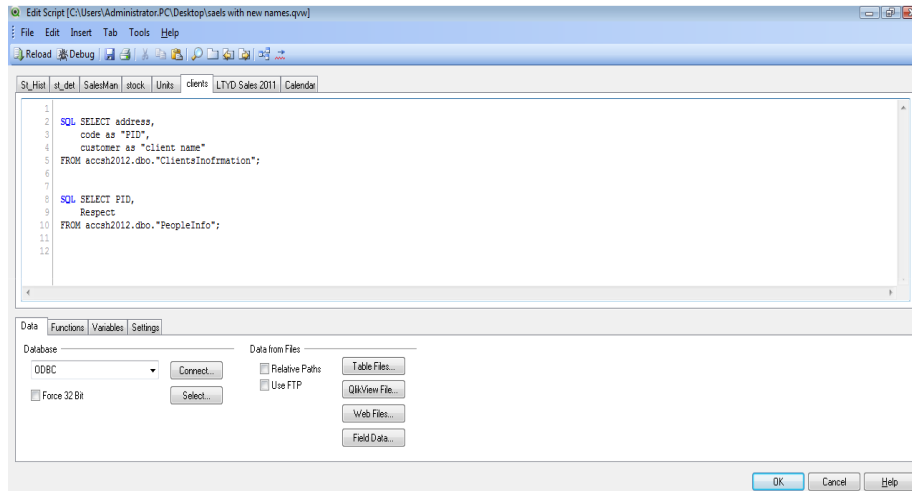 Edit Script [C:\Users\Administrator.PC\Desktop\saels with new names.qvw]
File Edit Insert Tab Tools Help
Reload Debug
St_Hist st_det SalesMan stock Units clients LTYD Sales 2011 Calendar
1
2 SQL SELECT address,
3 code as "PID",
4 customer as "client name"
5 FROM accsh2012.dbo."ClientsInofrmation";
6
7
8 SQL SELECT PID,
9 Respect
10 FROM accsh2012.dbo."PeopleInfo";
11
12
Data Functions Variables Settings
Database Data from Files
ODBC Connect... Relative Paths Table Files...
Force 32 Bit Select... Use FTP QlikView File...
Web Files...
Field Data...
OK Cancel Help